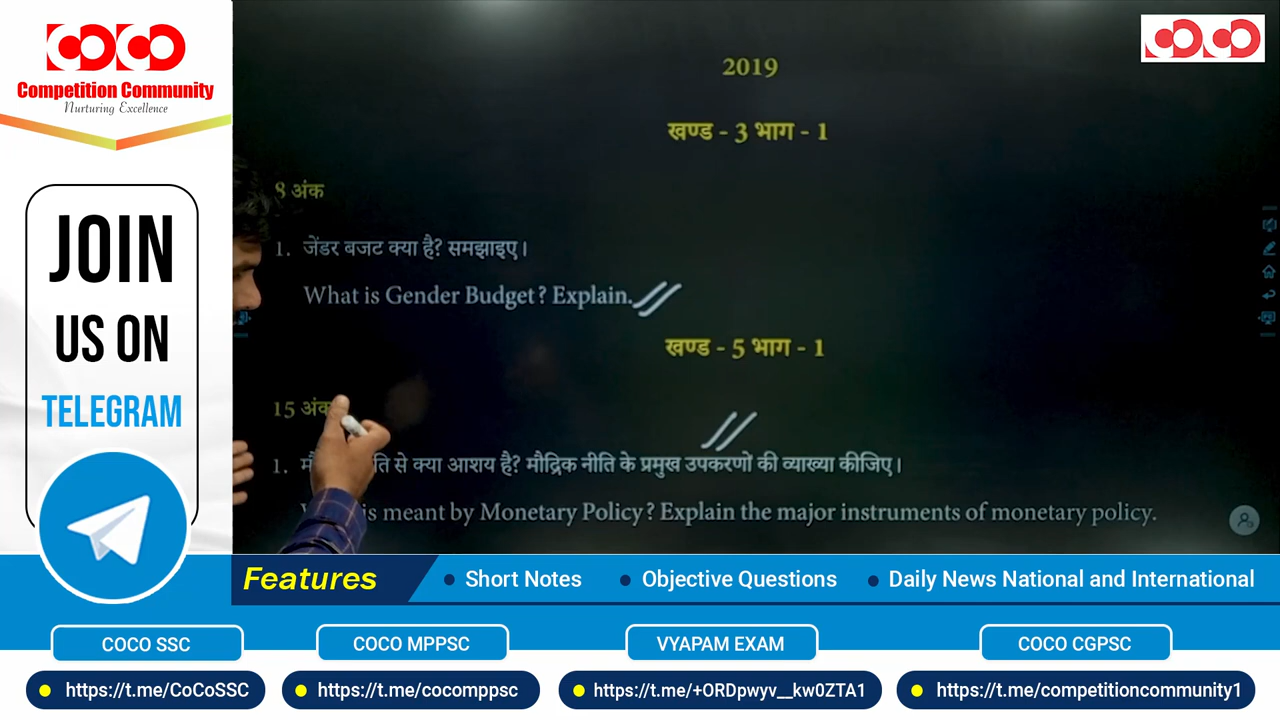 COCO
Competition Community
Nurturing Excellence
JOIN
US ON
TELEGRAM
COCO
2019
खण्ड - 3 भाग - 1
8 अंक
1. जेंडर बजट क्या है? समझाइए।
What is Gender Budget? Explain.
खण्ड - 5 भाग - 1
15 अंक
1. से क्या आशय है? मौद्रिक नीति के प्रमुख उपकरणों की व्याख्या कीजिए।
is meant by Monetary Policy? Explain the major instruments of monetary policy.
Features
Short Notes
Objective Questions
Daily News National and International
COCO SSC
COCO MPPSC
VYAPAM EXAM
COCO CGPSC
https://t.me/CoCoSSC
https://t.me/cocomppsc
https://t.me/+ORDpwyv__kw0ZTA1
https://t.me/competitioncommunity1